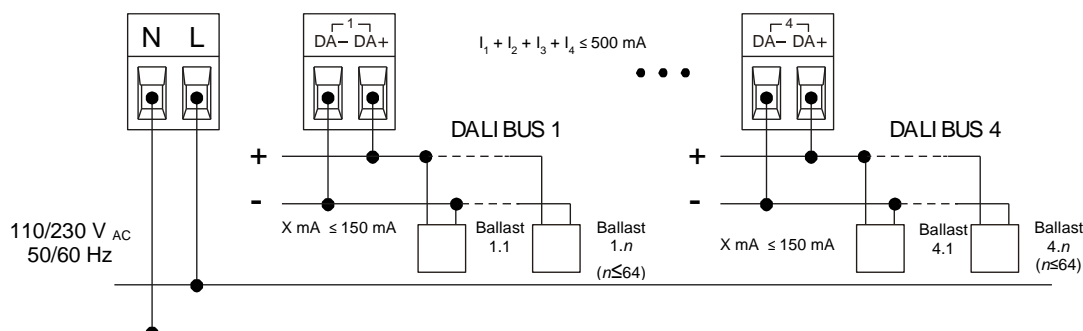 N L
1
DA− DA+
I1 + I2 + I3 + I4 ≤ 500 mA
4
DA− DA+
DALI BUS 1
DALI BUS 4
+
+
-
-
X mA ≤ 150 mA
Ballast
1.1
Ballast
1.n
(n≤64)
X mA ≤ 150 mA
Ballast
4.1
Ballast
4.n
(n≤64)
110/230 V AC
50/60 Hz